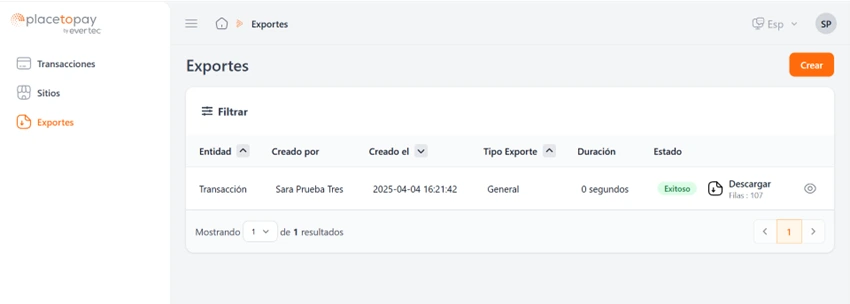 placetopay
by evertec
Transacciones
Sitios
Exportes
Exportes
Esp
SP
Exportes
Crear
Filtrar
Entidad Creado por Creado el Tipo Exporte Duración Estado
Transacción Sara Prueba Tres 2025-04-04 16:21:42 General 0 segundos Exitoso Descargar
Filas : 107
Mostrando 1 de 1 resultados
1